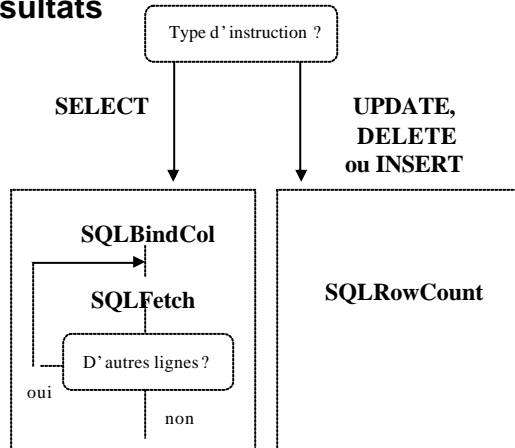 sultats
Type d'instruction ?
SELECT
UPDATE,
DELETE
ou INSERT
SQLBindCol
SQLFetch
SQLRowCount
D'autres lignes ?
oui
non